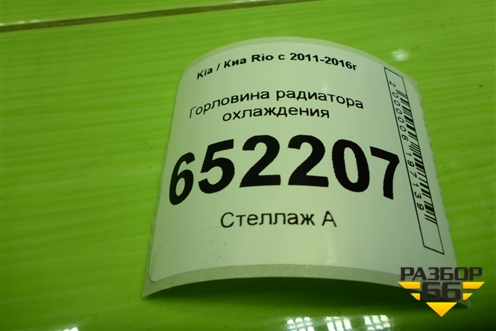 Kia / Киа Rio с 2011-2016г
Горловина радиатора
охлаждения
652207
Стеллаж А
РАЗБОР
66